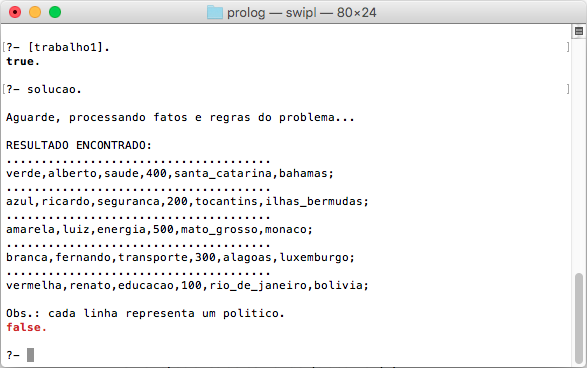 prolog — swipl — 80×24
[?- [trabalho1]. ]
true.
[?- solucao. ]
Aguarde, processando fatos e regras do problema...
RESULTADO ENCONTRADO:
......................................
verde,alberto,saude,400,santa_catarina,bahamas;
......................................
azul,ricardo,seguranca,200,tocantins,ilhas_bermudas;
......................................
amarela,luiz,energia,500,mato_grosso,monaco;
......................................
branca,fernando,transporte,300,alagoas,luxemburgo;
......................................
vermelha,renato,educacao,100,rio_de_janeiro,bolivia;
Obs.: cada linha representa um politico.
false.
?-